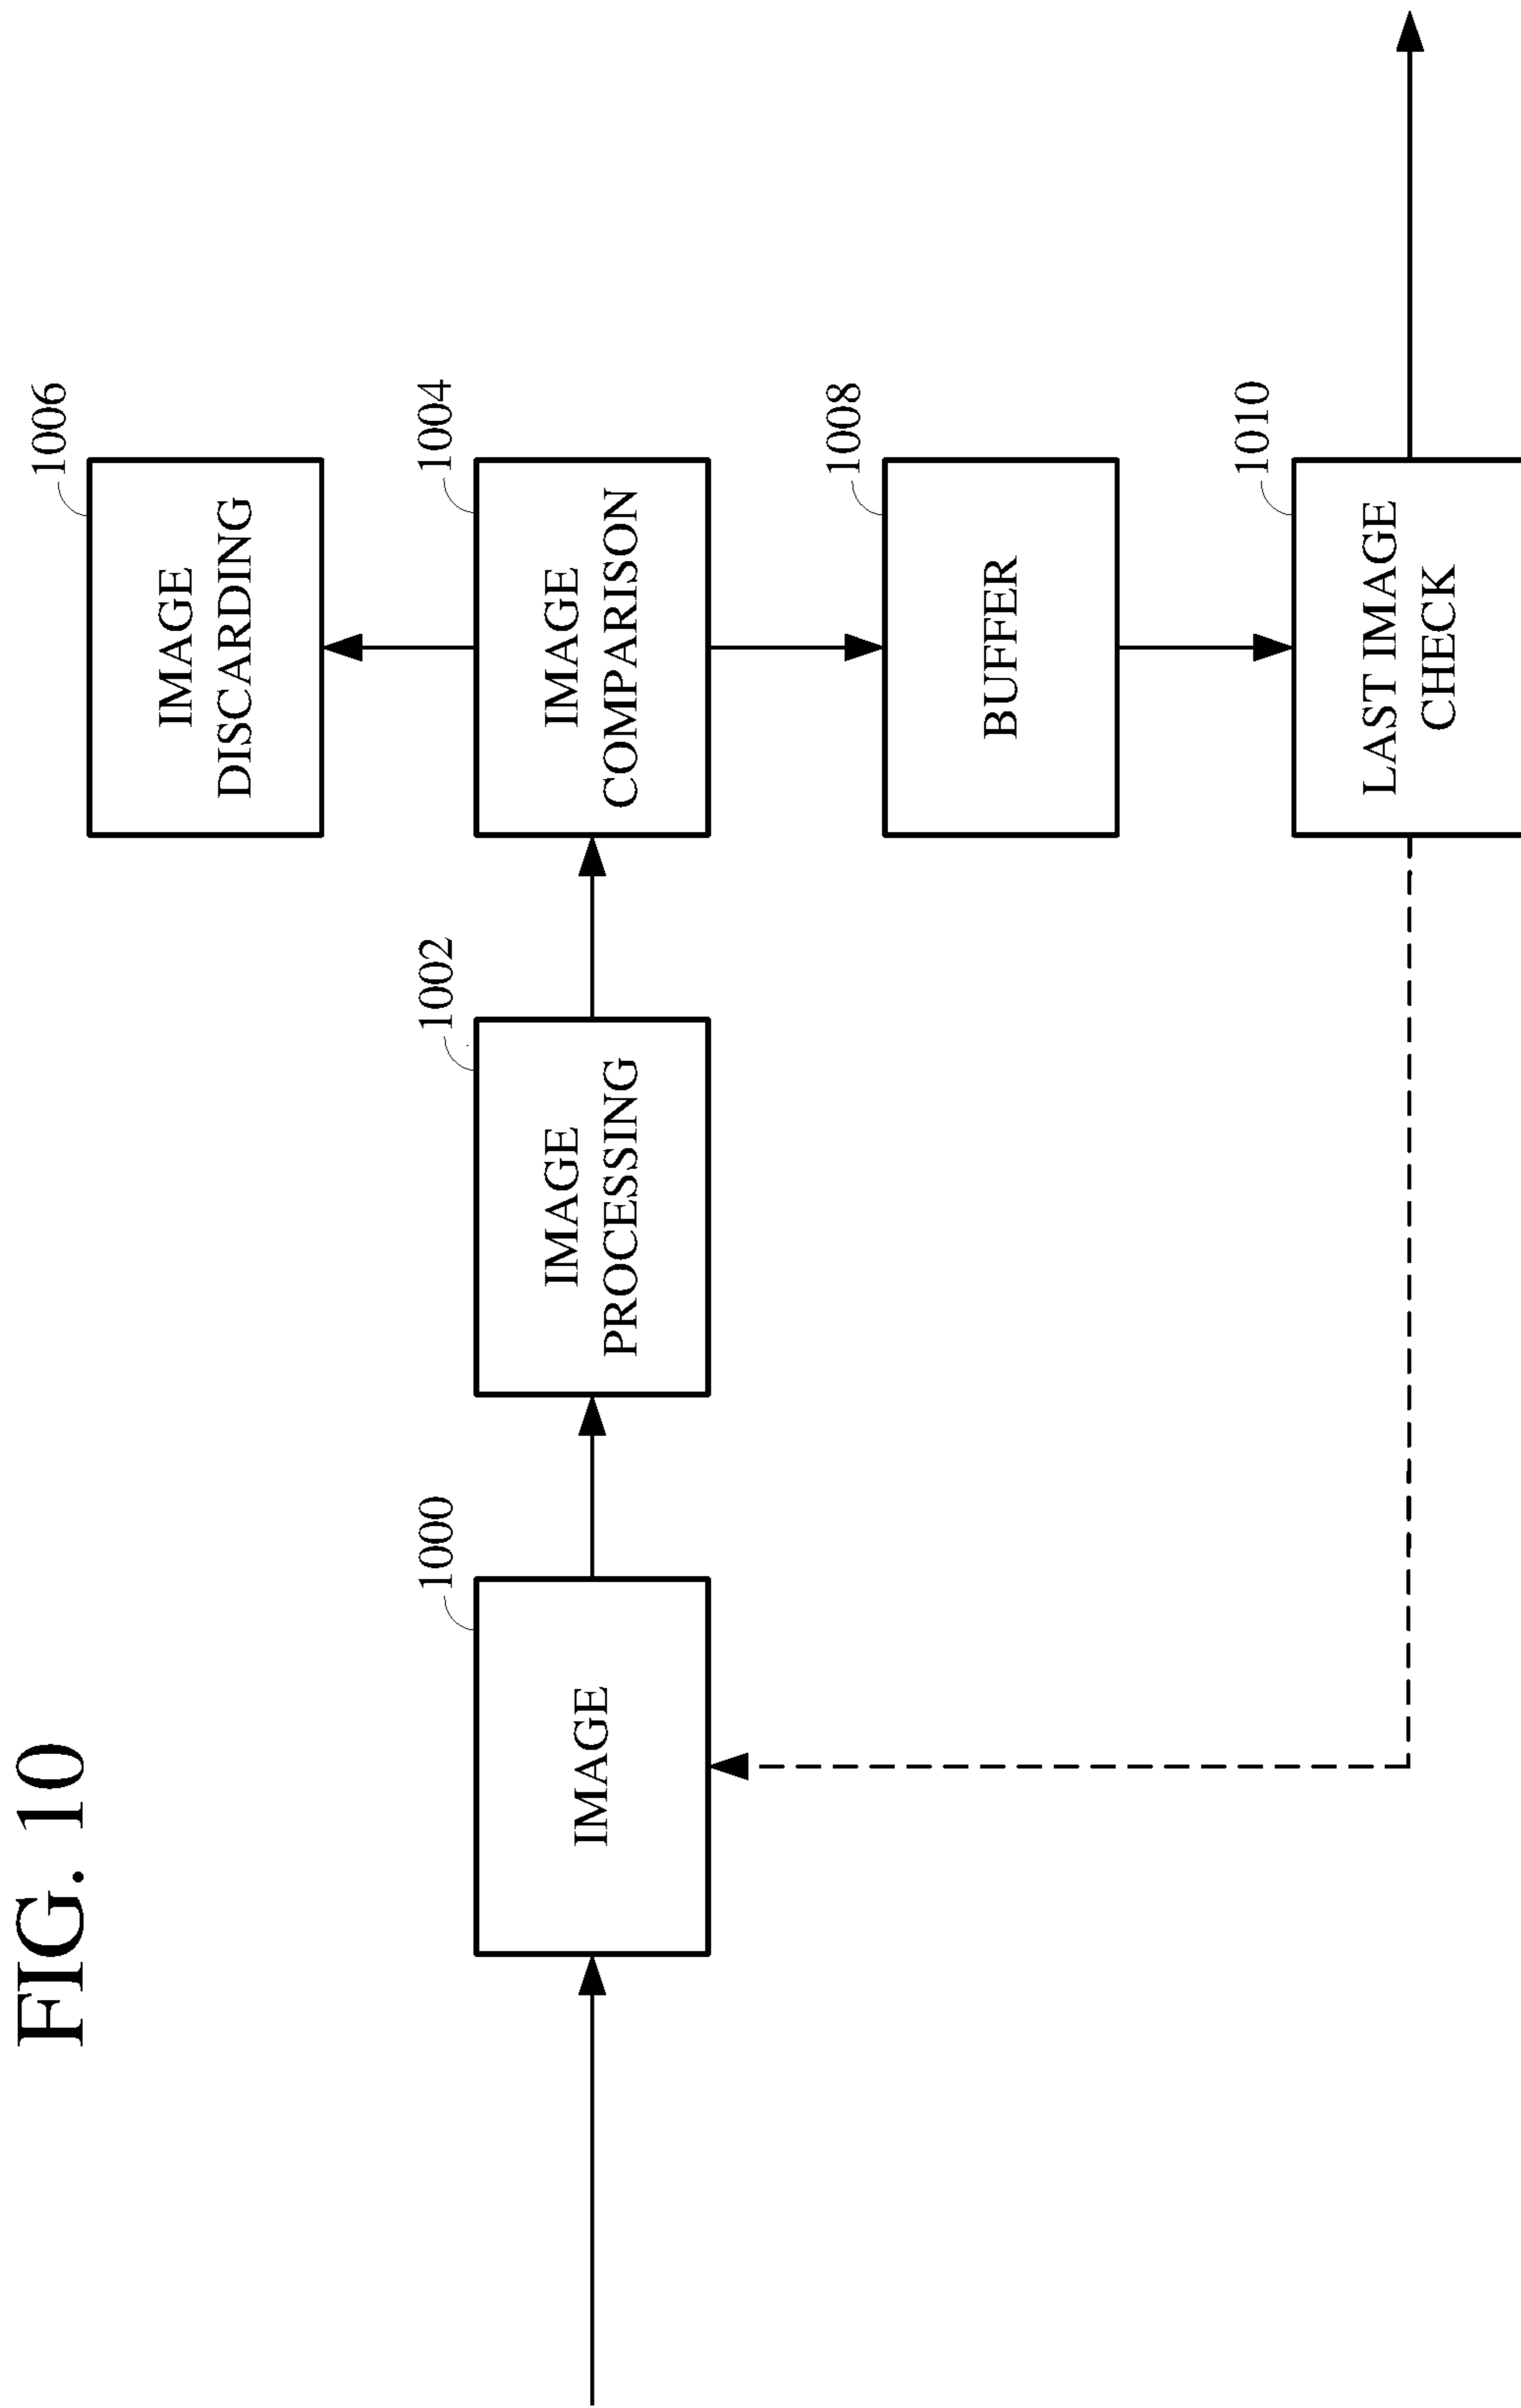 FIG. 10
1006
IMAGE
DISCARDING
1000
IMAGE
1002
IMAGE
PROCESSING
1004
IMAGE
COMPARISON
1008
BUFFER
1010
LAST IMAGE
CHECK